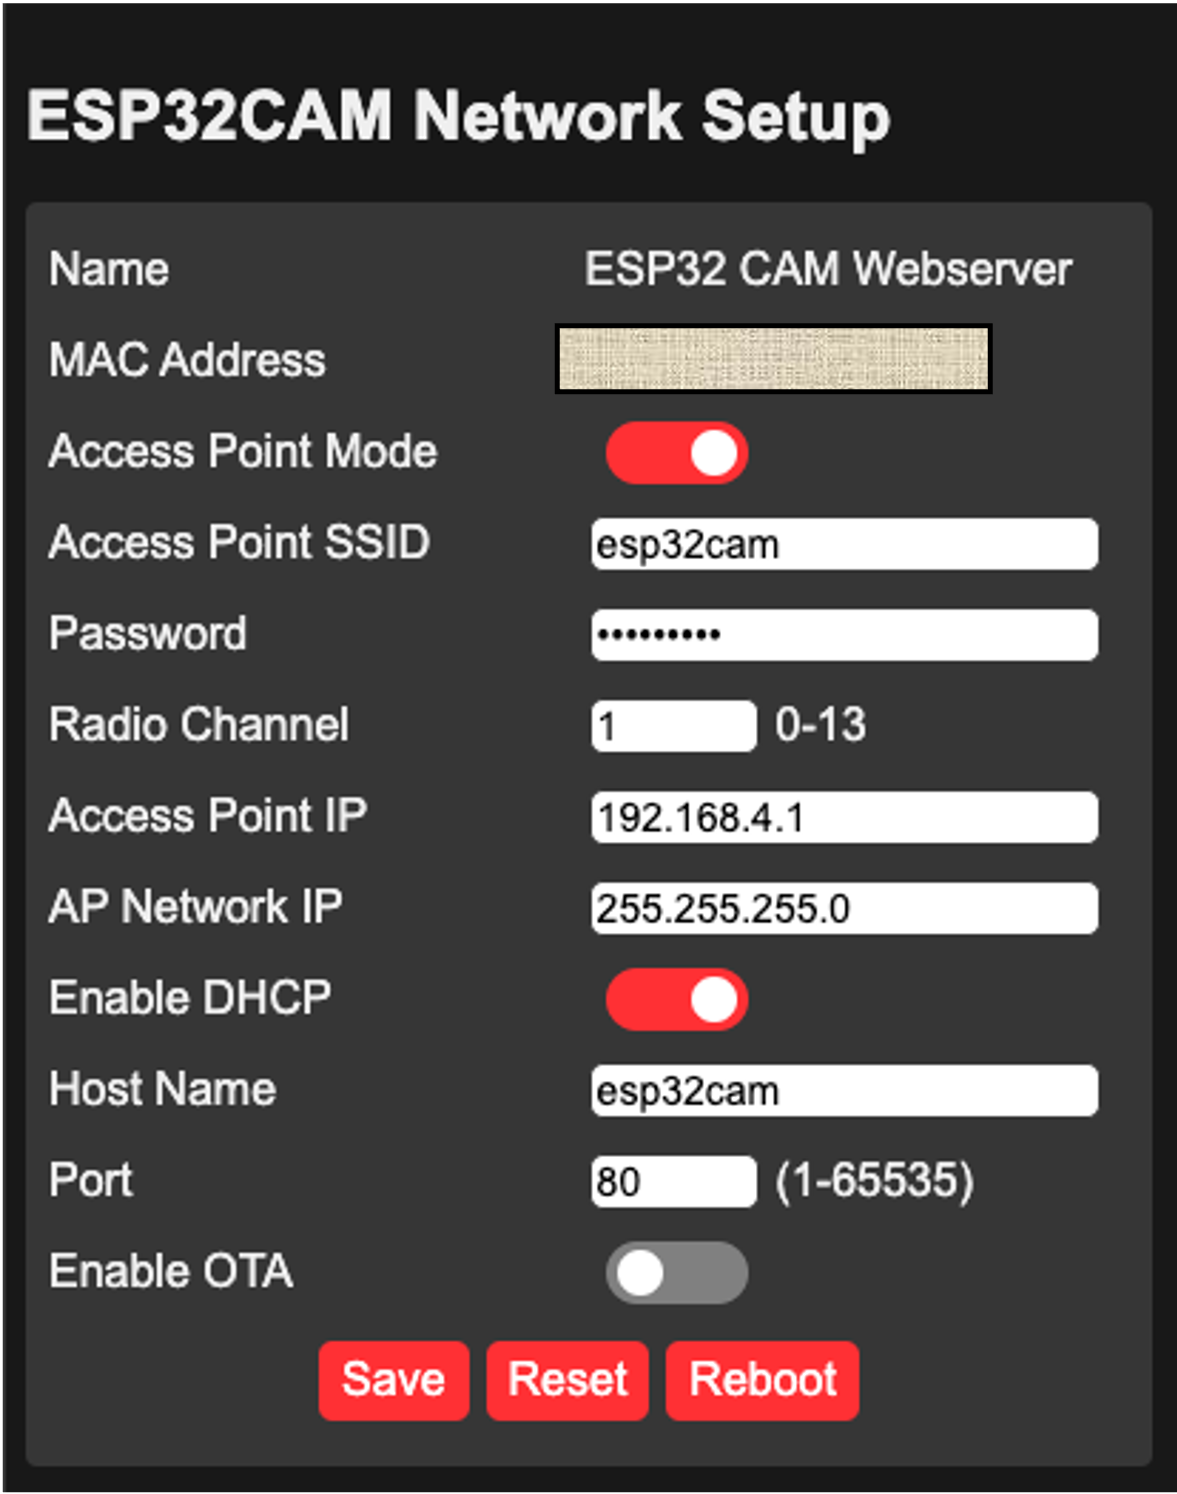 ESP32CAM Network Setup
Name ESP32 CAM Webserver
MAC Address
Access Point Mode
Access Point SSID esp32cam
Password •••••••••
Radio Channel 1 0-13
Access Point IP 192.168.4.1
AP Network IP 255.255.255.0
Enable DHCP
Host Name esp32cam
Port 80 (1-65535)
Enable OTA
Save Reset Reboot